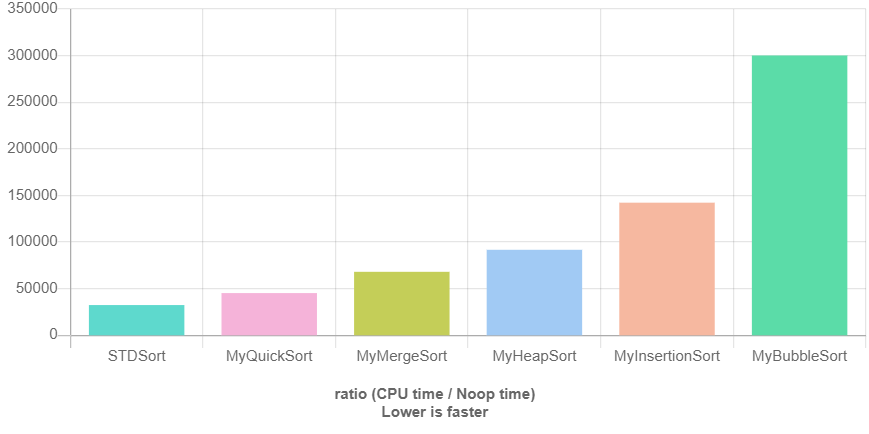 350000
300000
250000
200000
150000
100000
50000
0
STDSort MyQuickSort MyMergeSort MyHeapSort MyInsertionSort MyBubbleSort
ratio (CPU time / Noop time)
Lower is faster